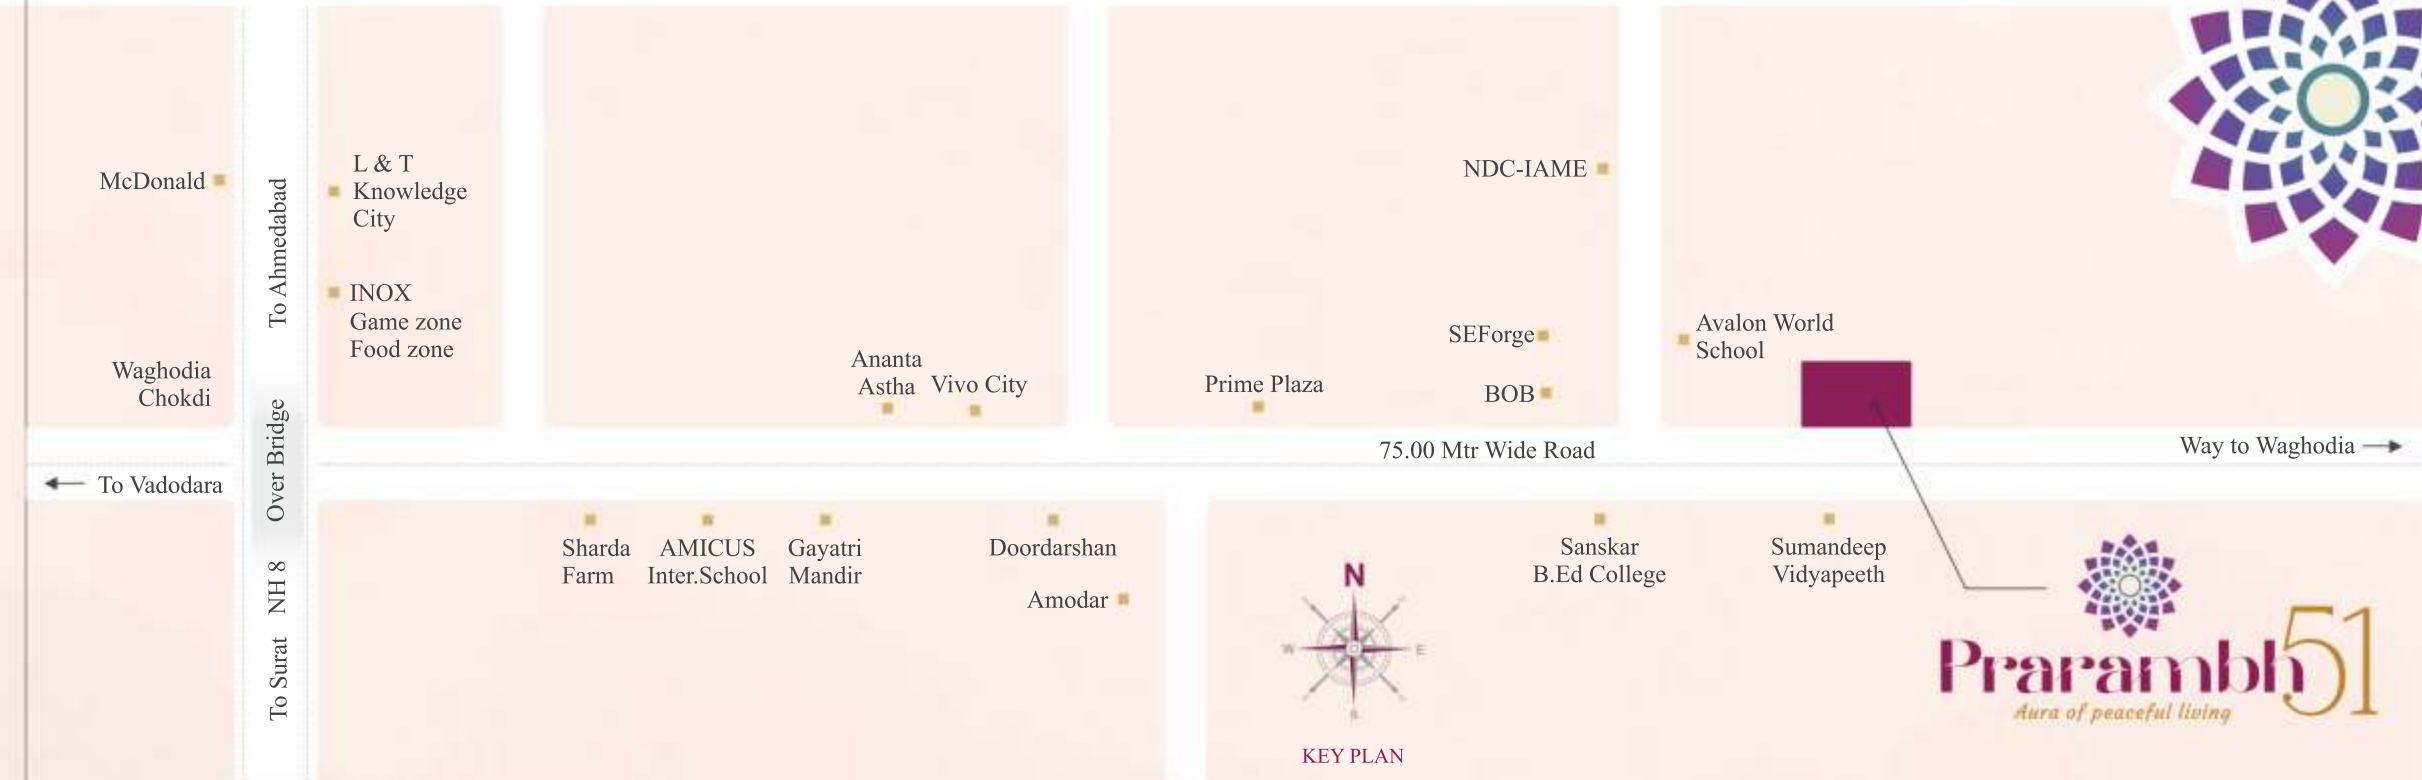 McDonald
L & T
Knowledge
City
INOX
Game zone
Food zone
Waghodia
Chokdi
To Ahmedabad
Over Bridge
NH 8
To Surat
Ananta
Astha
Vivo City
Prime Plaza
NDC-IAME
SEForge
BOB
Avalon World
School
75.00 Mtr Wide Road
Way to Waghodia
To Vadodara
Sharda
Farm
AMICUS
Inter.School
Gayatri
Mandir
Doordarshan
Amodar
Sanskar
B.Ed College
Sumandeep
Vidyapeeth
N
W
E
S
KEY PLAN
Prarambh 51
Aura of peaceful living